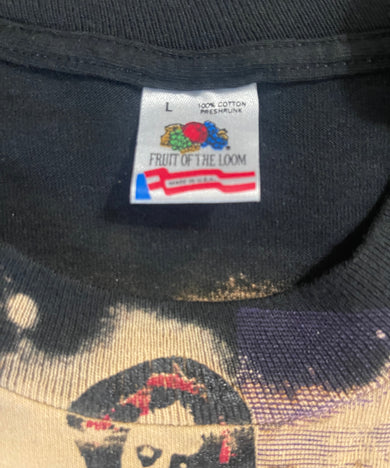 L 100% COTTON
PRESHRUNK
FRUIT OF THE LOOM
MADE IN U.S.A.